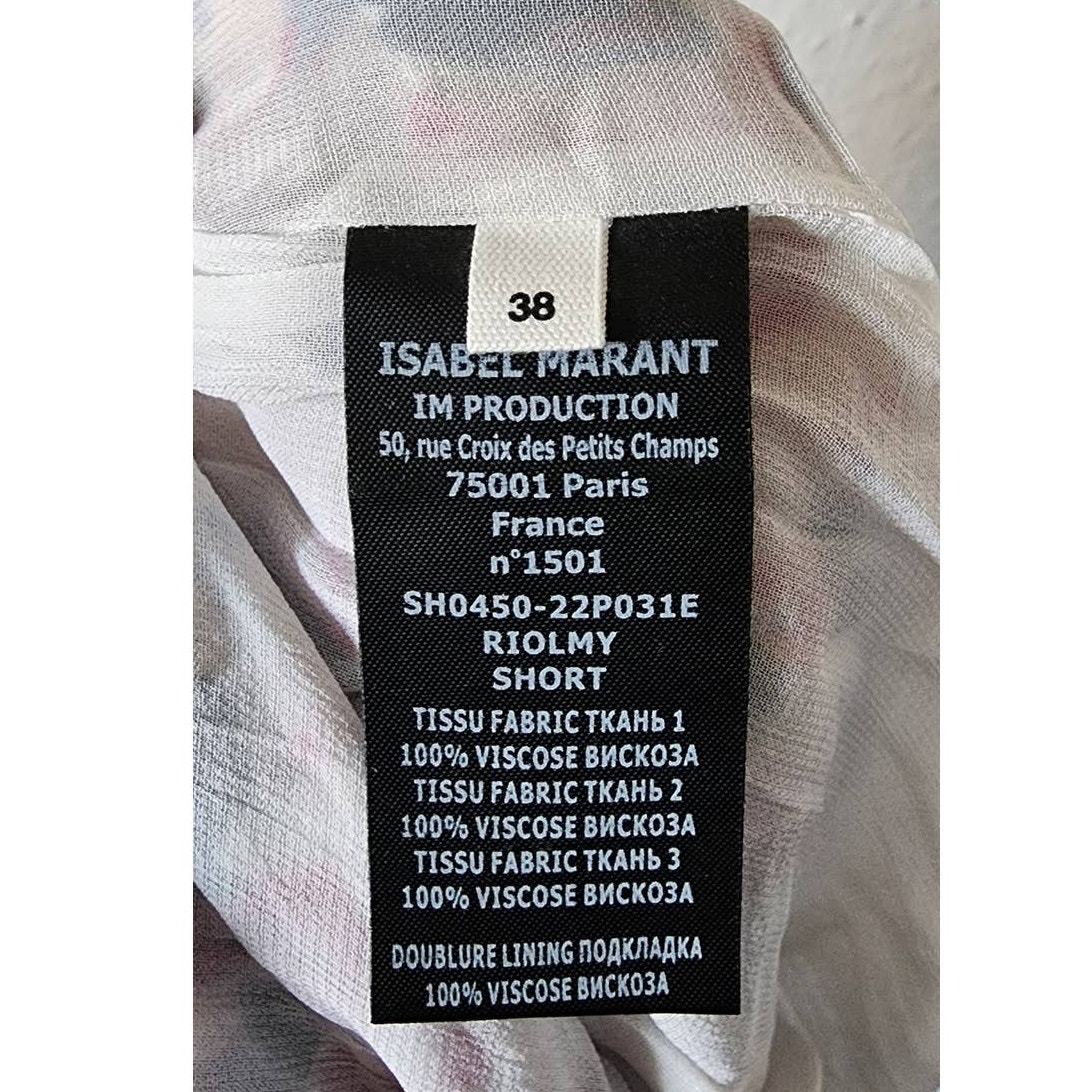 38
ISABEL MARANT
IM PRODUCTION
50, rue Croix des Petits Champs
75001 Paris
France
n°1501
SH0450-22P031E
RIOLMY
SHORT
TISSU FABRIC ТКАНЬ 1
100% VISCOSE ВИСКОЗА
TISSU FABRIC ТКАНЬ 2
100% VISCOSE ВИСКОЗА
TISSU FABRIC ТКАНЬ 3
100% VISCOSE ВИСКОЗА
DOUBLURE LINING ПОДКЛАДКА
100% VISCOSE ВИСКОЗА